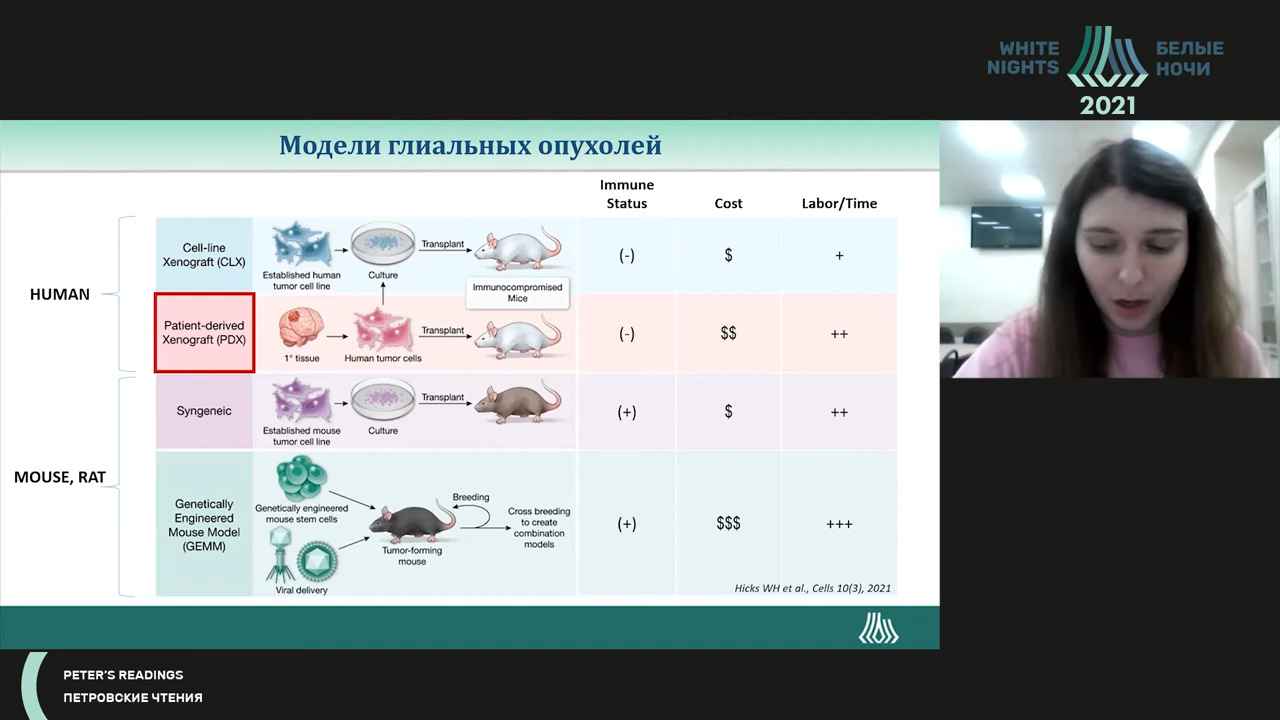 WHITE
NIGHTS
БЕЛЫЕ
НОЧИ
2021
Модели глиальных опухолей
Immune
Status
Cost
Labor/Time
HUMAN
Cell-line
Xenograft (CLX)
Established human
tumor cell line
Culture
Transplant
Immunocompromised
Mice
(-)
$
+
Patient-derived
Xenograft (PDX)
1° tissue
Human tumor cells
Transplant
(-)
$$
++
MOUSE, RAT
Syngeneic
Established mouse
tumor cell line
Culture
Transplant
(+)
$
++
Genetically
Engineered
Mouse Model
(GEMM)
Genetically engineered
mouse stem cells
Viral delivery
Tumor-forming
mouse
Breeding
Cross breeding
to create
combination
models
(+)
$$$
+++
Hicks WH et al., Cells 10(3), 2021
PETER'S READINGS
ПЕТРОВСКИЕ ЧТЕНИЯ